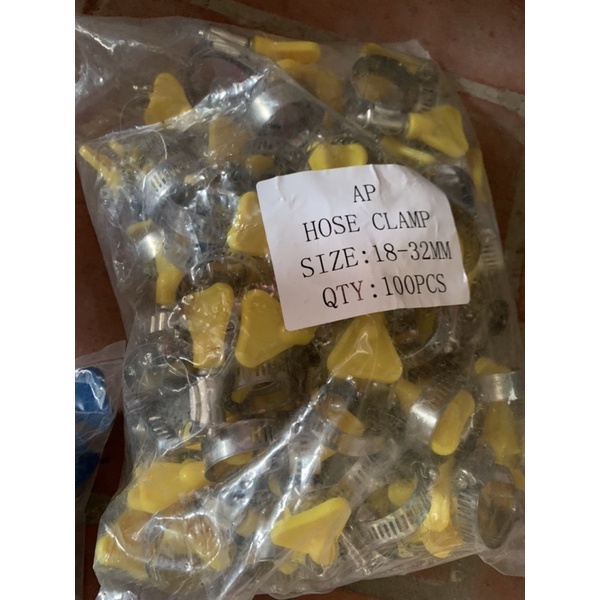 AP
HOSE CLAMP
SIZE:18-32MM
QTY:100PCS